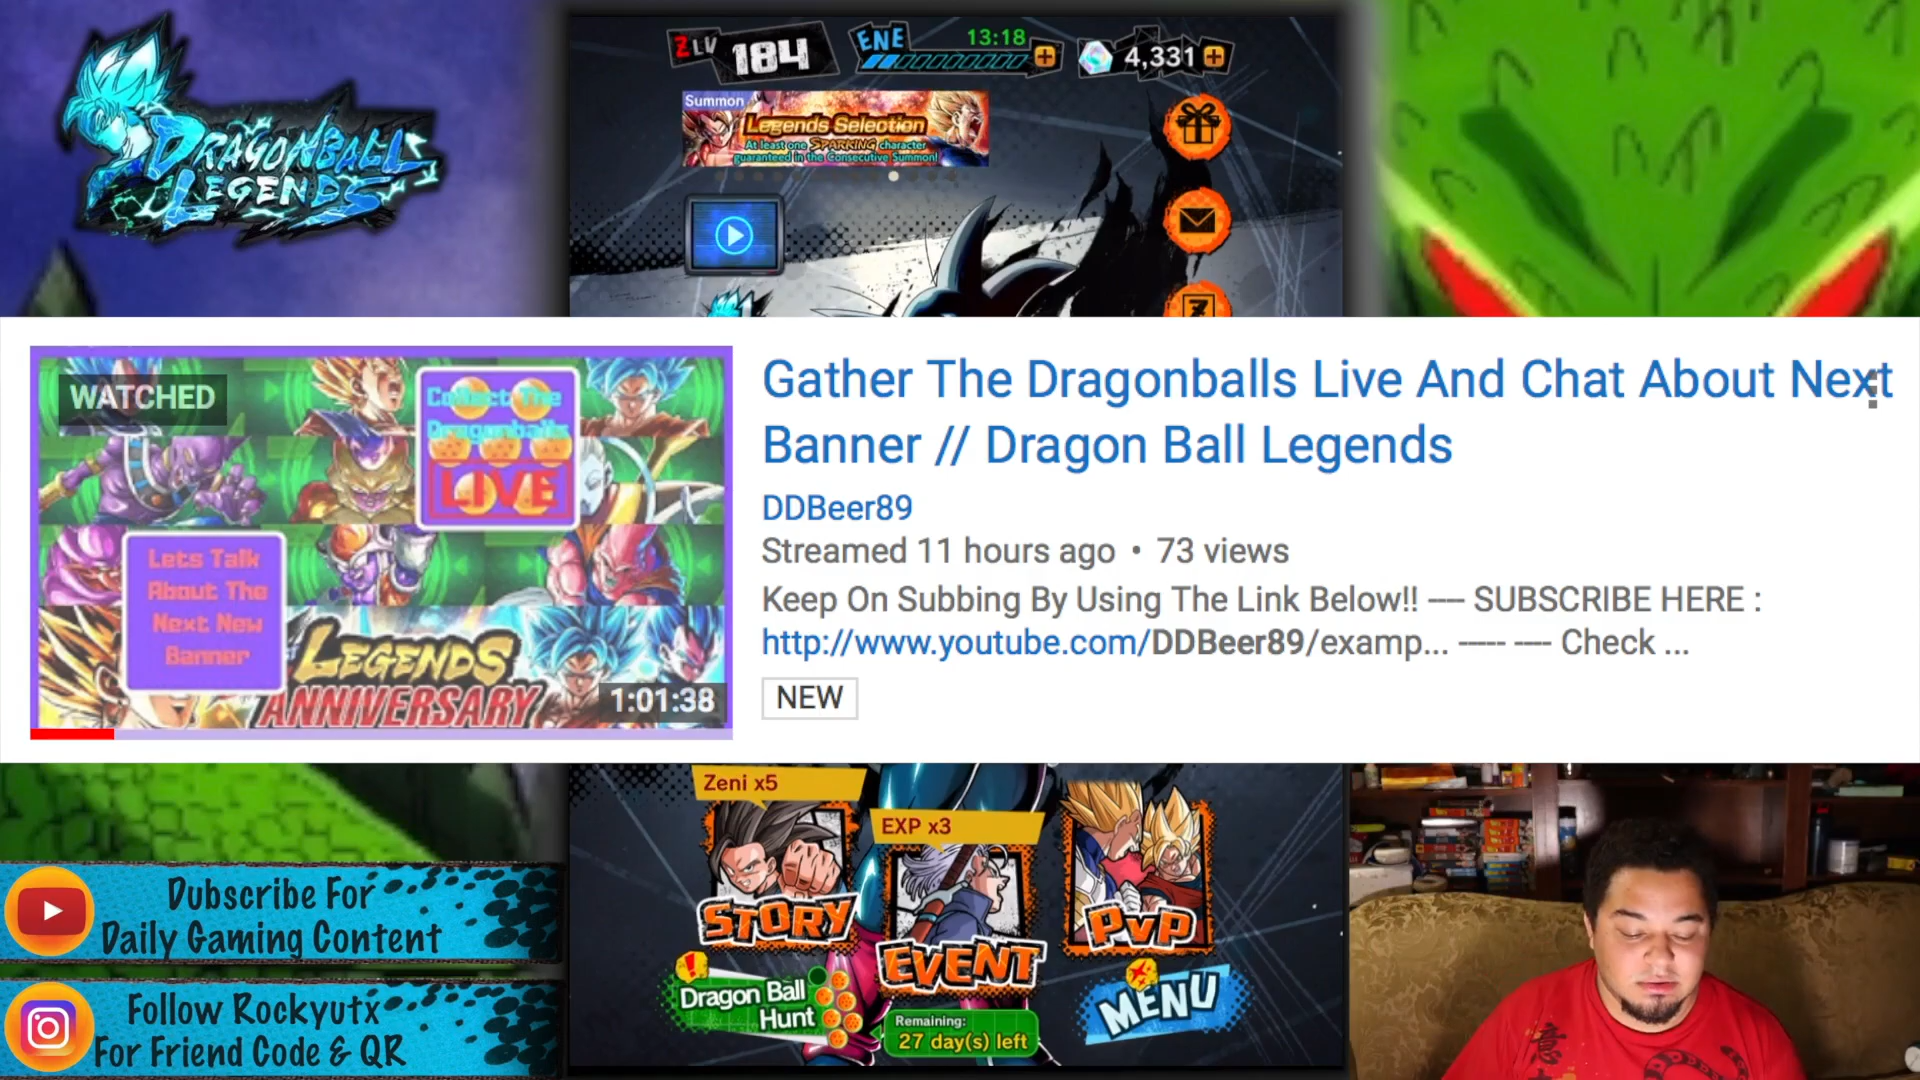 ZLV 184
ENE 13:18
4,331
DRAGONBALL
LEGENDS
Summon
Legends Selection
At least one SPARKING character
guaranteed in the Consecutive Summon!
Z
WATCHED
Collect The
Dragonballs
LIVE
Lets Talk
About The
Next New
Banner
LEGENDS
ANNIVERSARY
1:01:38
Gather The Dragonballs Live And Chat About Next
Banner // Dragon Ball Legends
DDBeer89
Streamed 11 hours ago • 73 views
Keep On Subbing By Using The Link Below!! ---- SUBSCRIBE HERE :
http://www.youtube.com/DDBeer89/examp... ----- ---- Check ...
NEW
Zeni x5
EXP x3
STORY
EVENT
PvP
Dragon Ball
Hunt
Remaining:
27 day(s) left
MENU
Dubscribe For
Daily Gaming Content
Follow Rockyutx
For Friend Code & QR